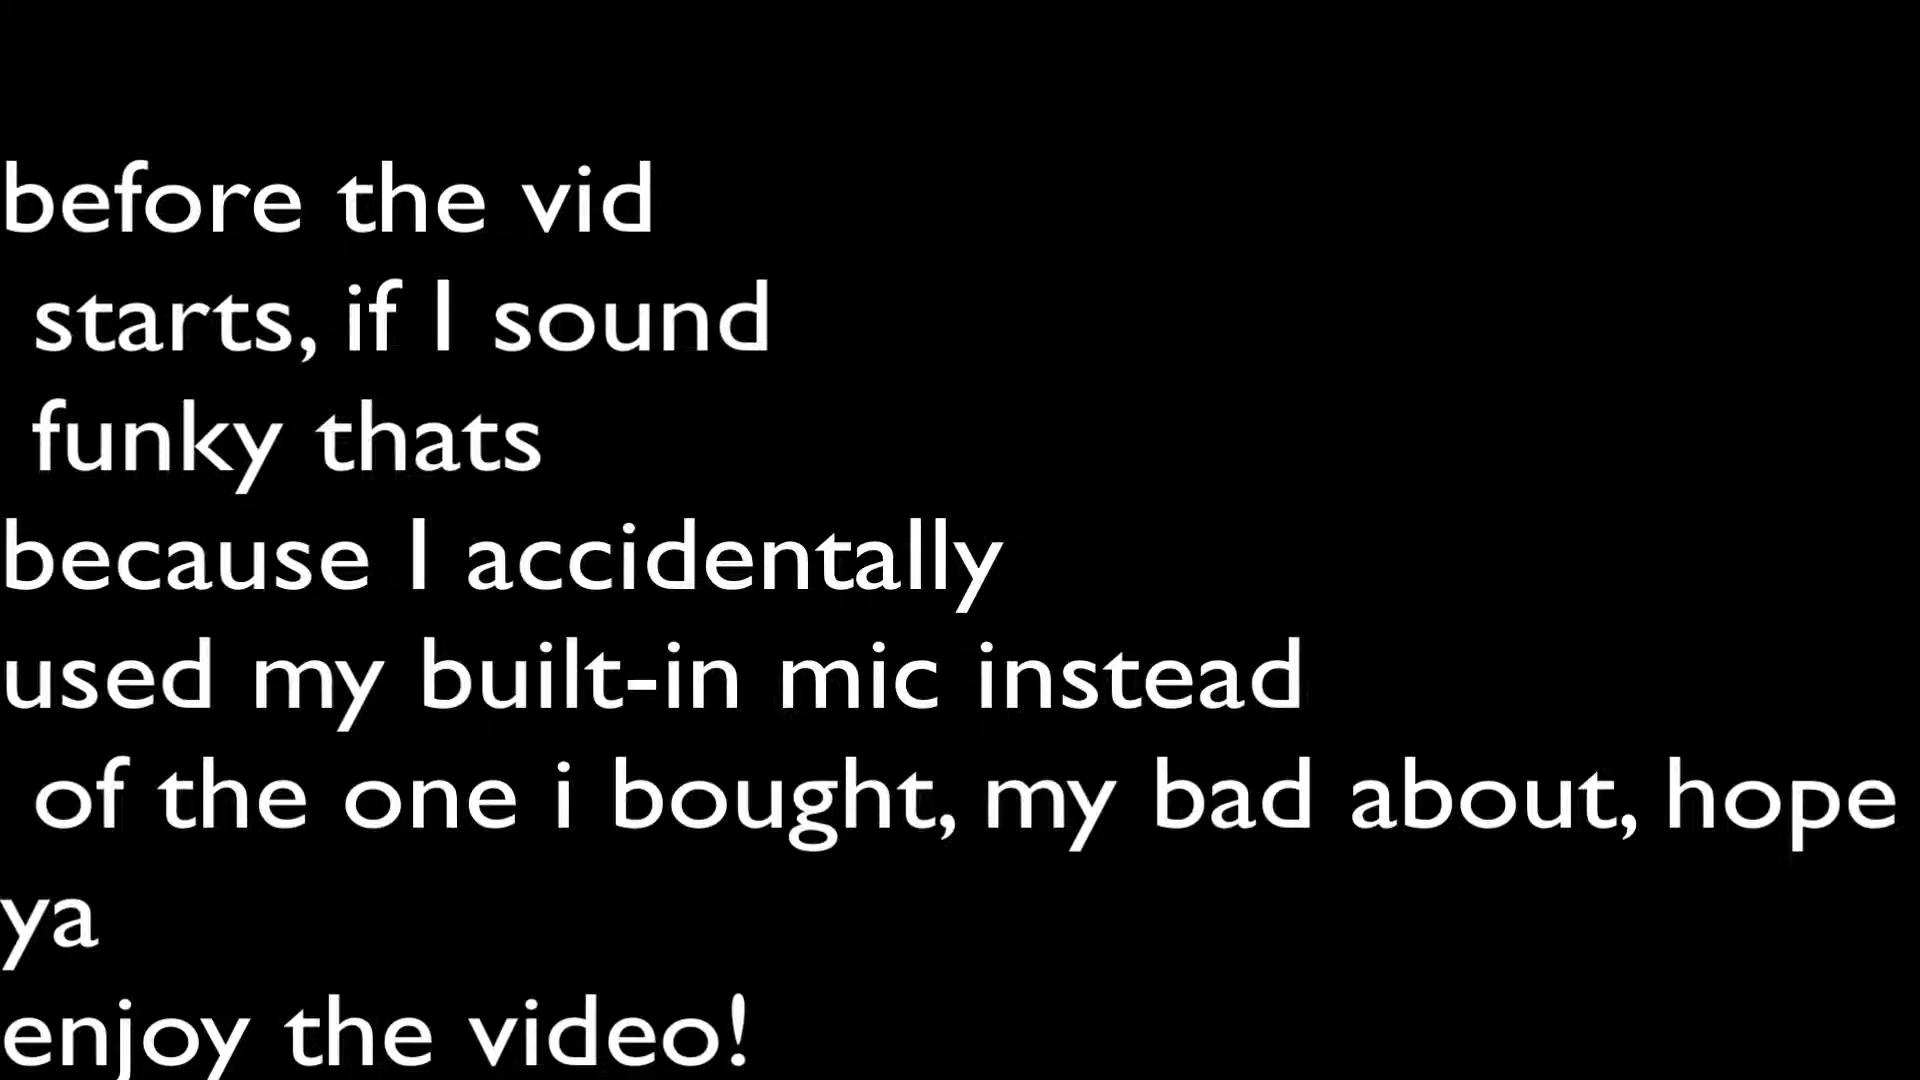 before the vid
starts, if I sound
funky thats
because I accidentally
used my built-in mic instead
of the one i bought, my bad about, hope
ya
enjoy the video!